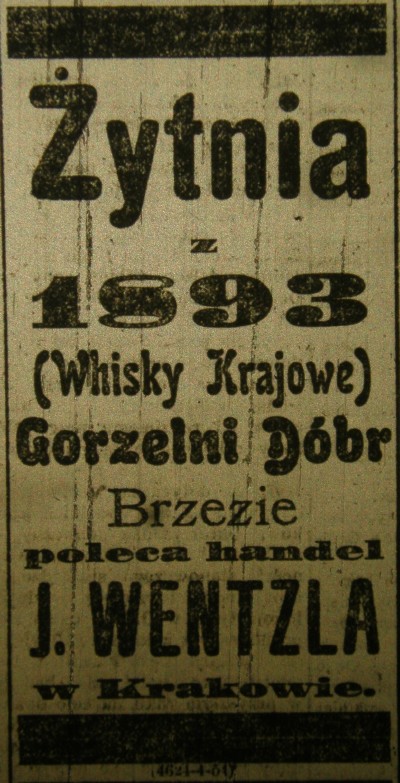 Żytnia
z
1893
(Whisky Krajowe)
Gorzelni Dóbr
Brzezie
poleca handel
J. WENTZLA
w Krakowie.